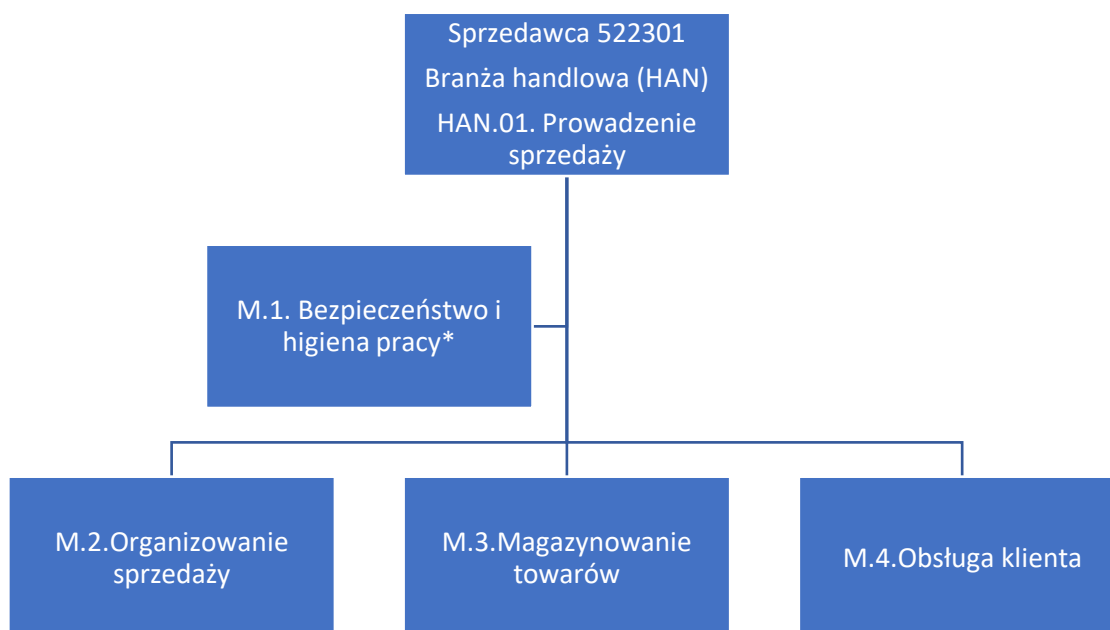 Sprzedawca 522301
Branża handlowa (HAN)
HAN.01. Prowadzenie
sprzedaży
M.1. Bezpieczeństwo i
higiena pracy*
M.2.Organizowanie
sprzedaży
M.3.Magazynowanie
towarów
M.4.Obsługa klienta